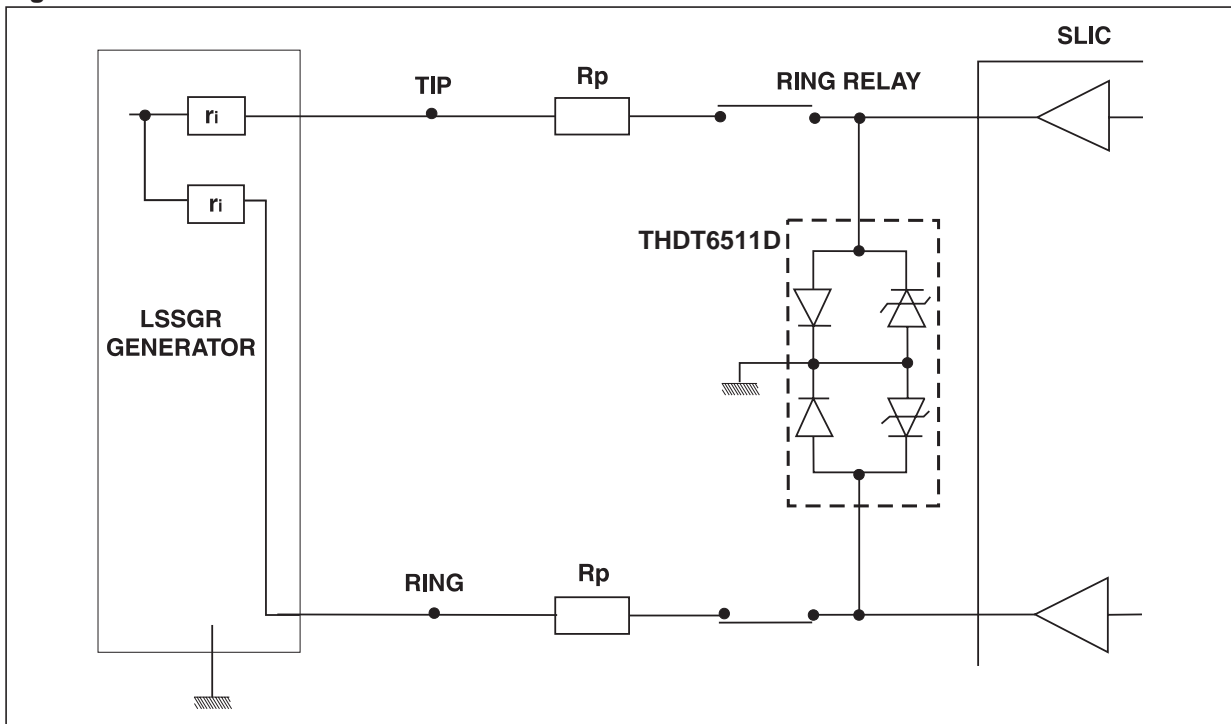 SLIC
TIP
Rp
RING RELAY
ri
ri
THDT6511D
LSSGR
GENERATOR
RING
Rp